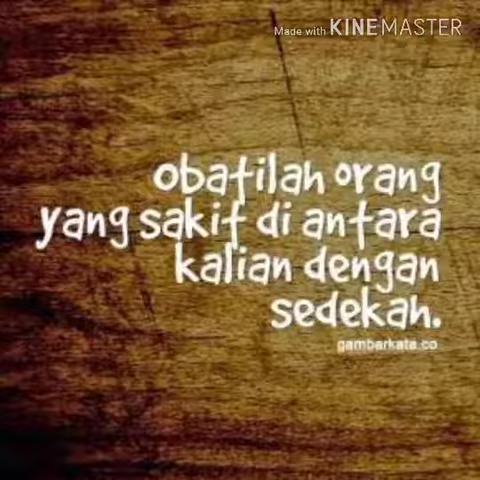 Made with KINEMASTER
obatilah orang
yang sakit di antara
kalian dengan
sedekah.
gambarkata.co